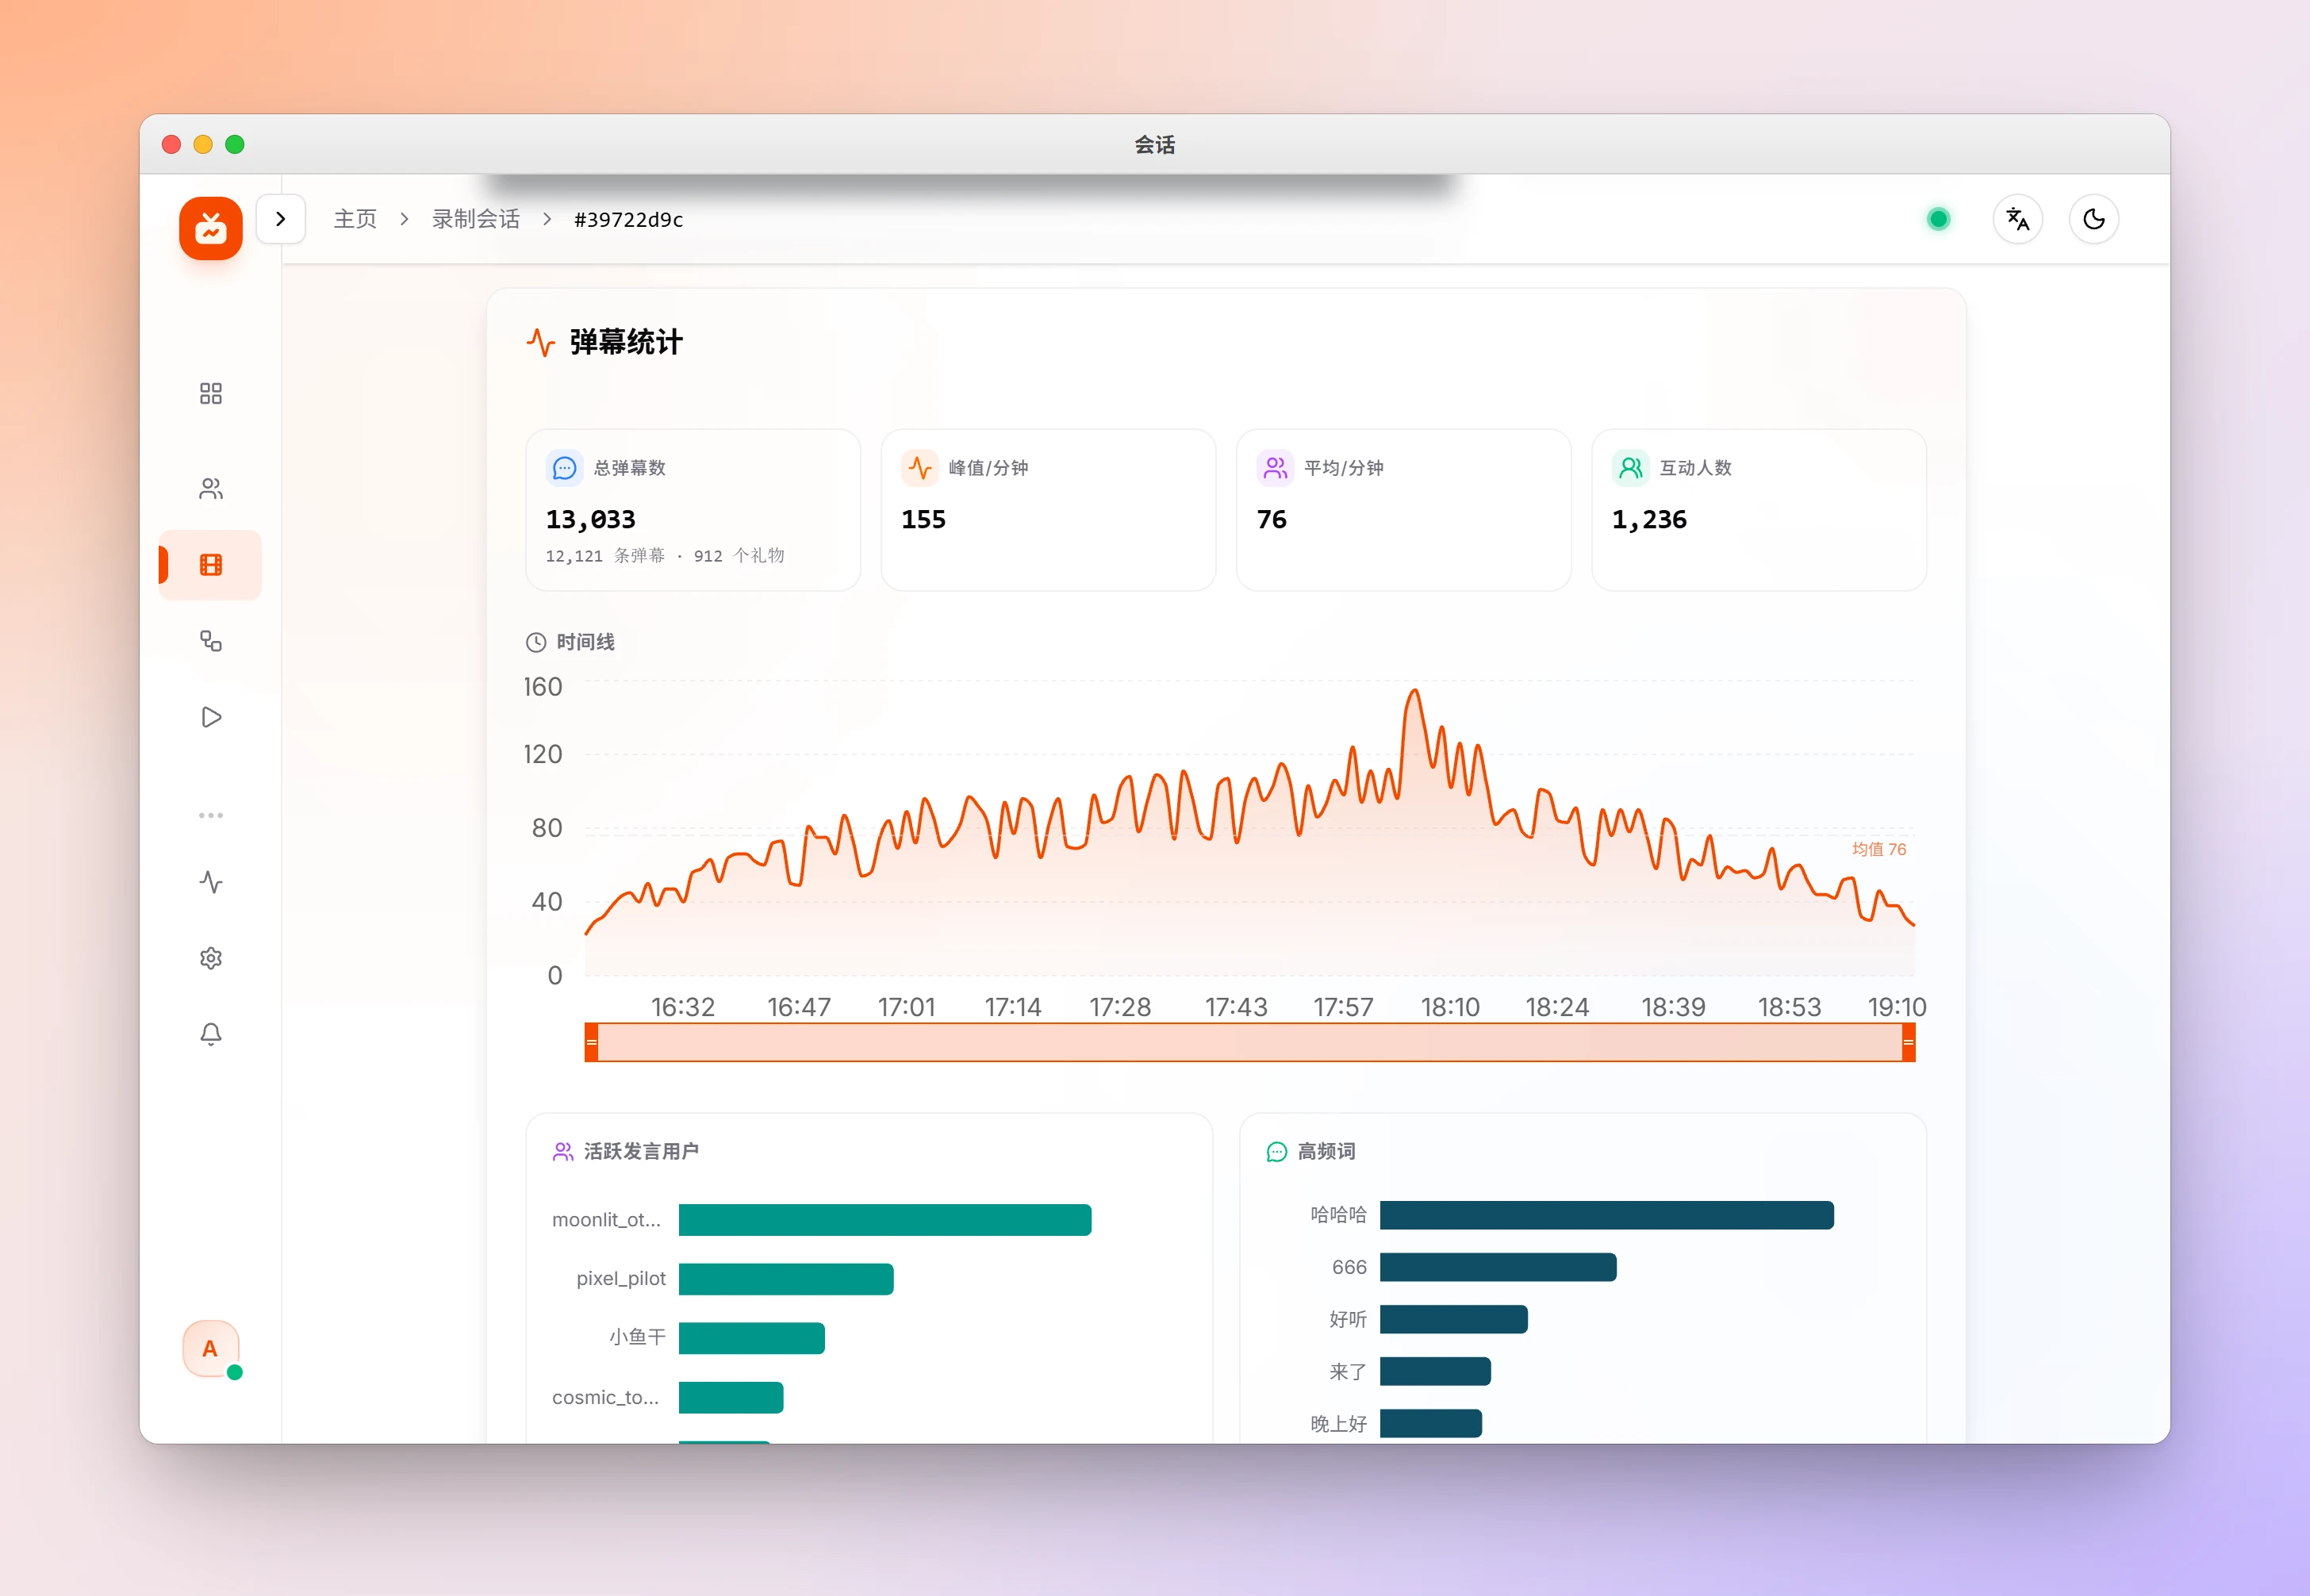 会话
主页 > 录制会话 > #39722d9c
弹幕统计
总弹幕数
13,033
12,121 条弹幕 · 912 个礼物
峰值/分钟
155
平均/分钟
76
互动人数
1,236
时间线
160
120
80
40
0
均值 76
16:32 16:47 17:01 17:14 17:28 17:43 17:57 18:10 18:24 18:39 18:53 19:10
活跃发言用户
moonlit_ot...
pixel_pilot
小鱼干
cosmic_to...
高频词
哈哈哈
666
好听
来了
晚上好
A